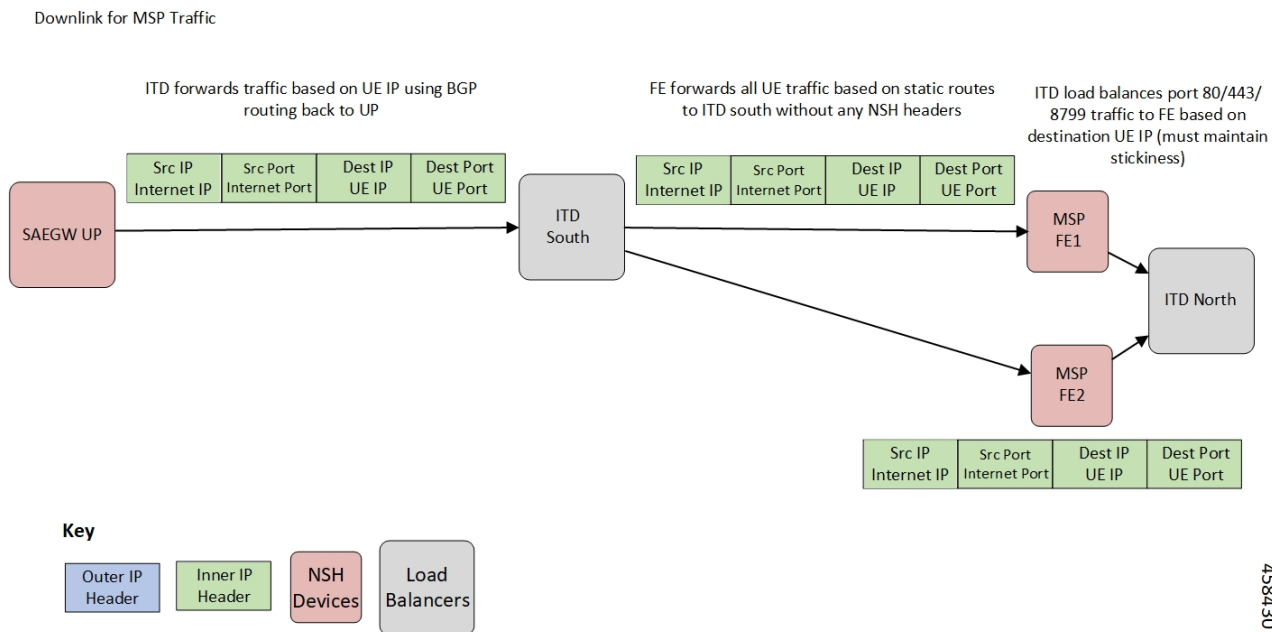 Downlink for MSP Traffic
ITD forwards traffic based on UE IP using BGP
routing back to UP
FE forwards all UE traffic based on static routes
to ITD south without any NSH headers
ITD load balances port 80/443/
8799 traffic to FE based on
destination UE IP (must maintain
stickiness)
Src IP
Internet IP
Src Port
Internet Port
Dest IP
UE IP
Dest Port
UE Port
Src IP
Internet IP
Src Port
Internet Port
Dest IP
UE IP
Dest Port
UE Port
SAEGW UP
ITD
South
MSP
FE1
ITD North
MSP
FE2
Src IP
Internet IP
Src Port
Internet Port
Dest IP
UE IP
Dest Port
UE Port
Key
Outer IP
Header
Inner IP
Header
NSH
Devices
Load
Balancers
458430